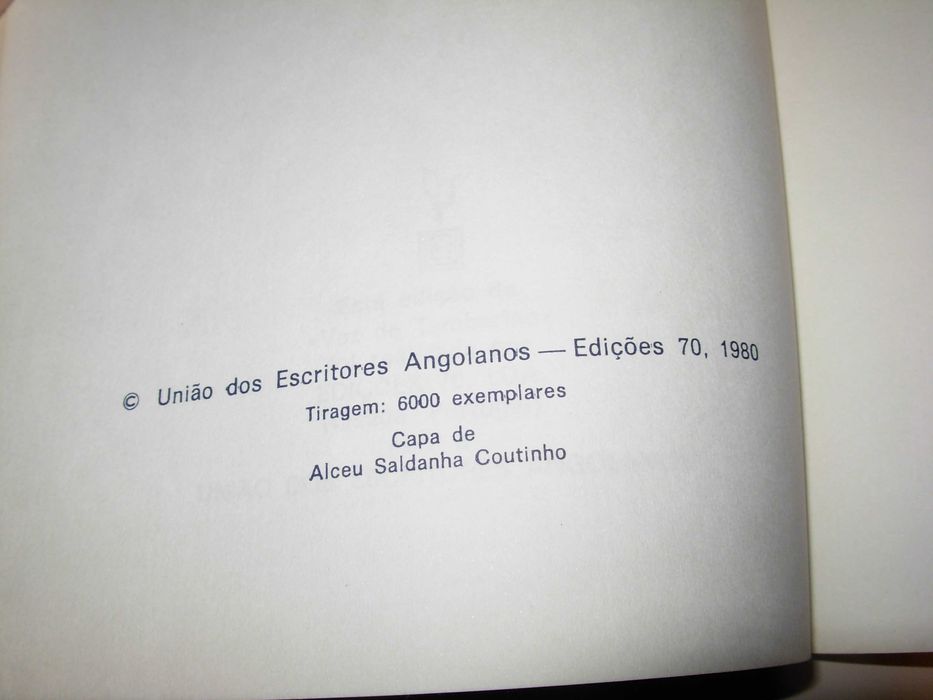 © União dos Escritores Angolanos — Edições 70, 1980
Tiragem: 6000 exemplares
Capa de
Alceu Saldanha Coutinho